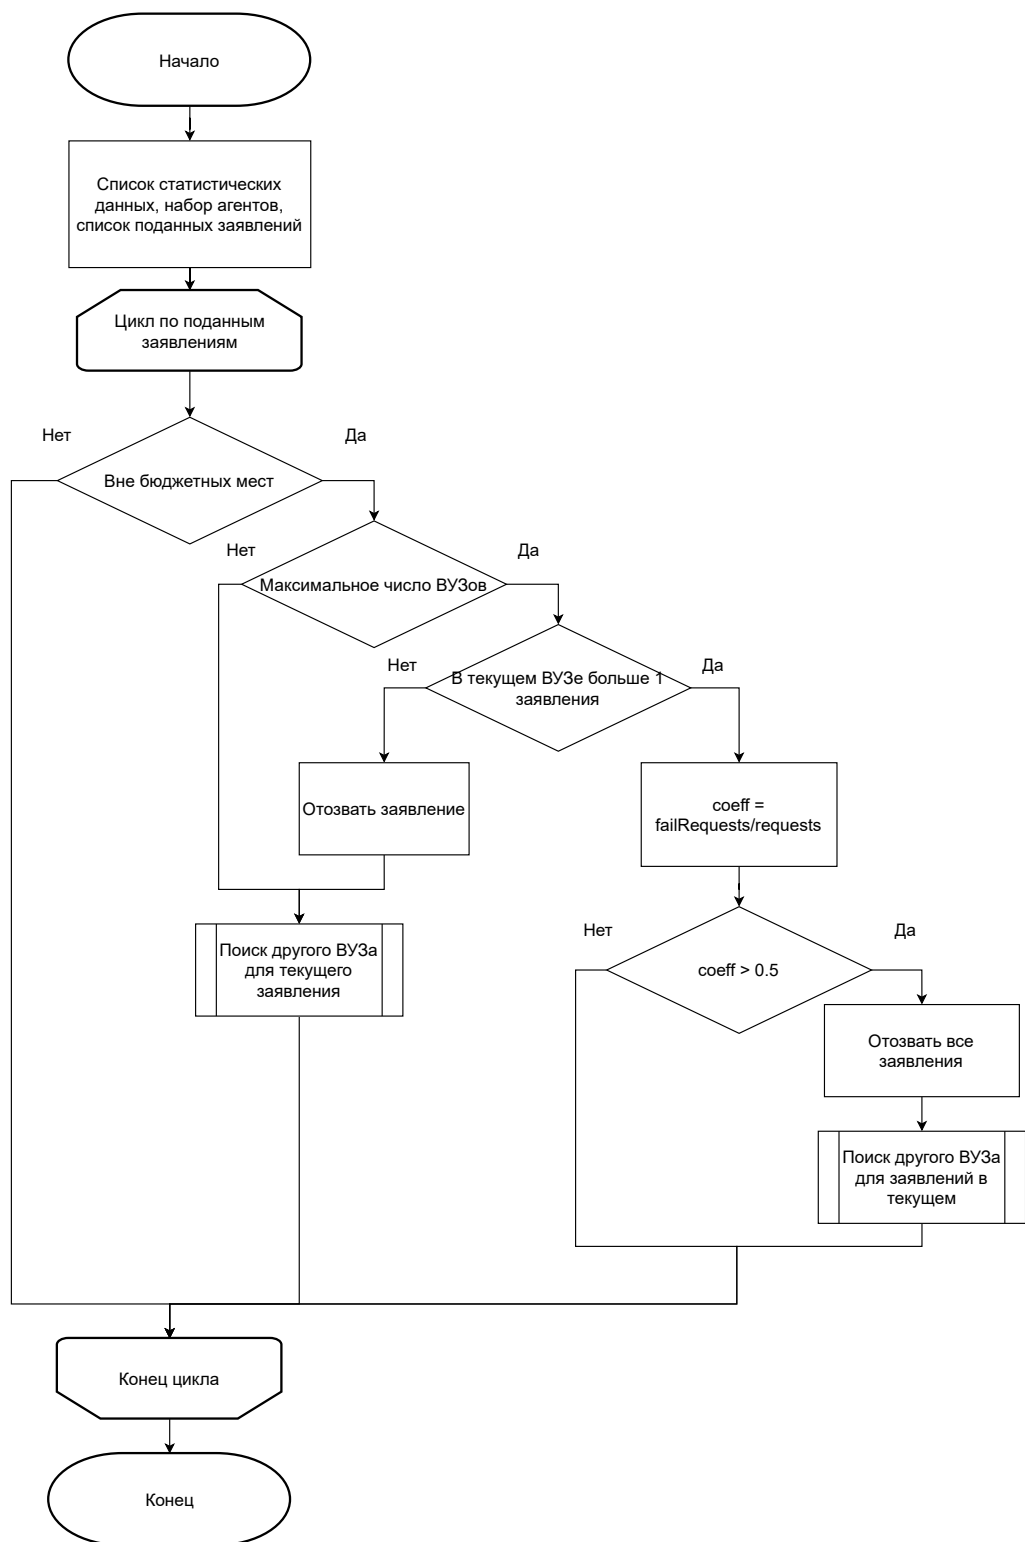 Начало
Список статистических
данных, набор агентов,
список поданных заявлений
Цикл по поданным
заявлениям
Нет
Да
Вне бюджетных мест
Нет
Да
Максимальное число ВУЗов
Нет
Да
В текущем ВУЗе больше 1
заявления
Отозвать заявление
coeff =
failRequests/requests
Поиск другого ВУЗа
для текущего
заявления
Нет
Да
coeff > 0.5
Отозвать все
заявления
Поиск другого ВУЗа
для заявлений в
текущем
Конец цикла
Конец